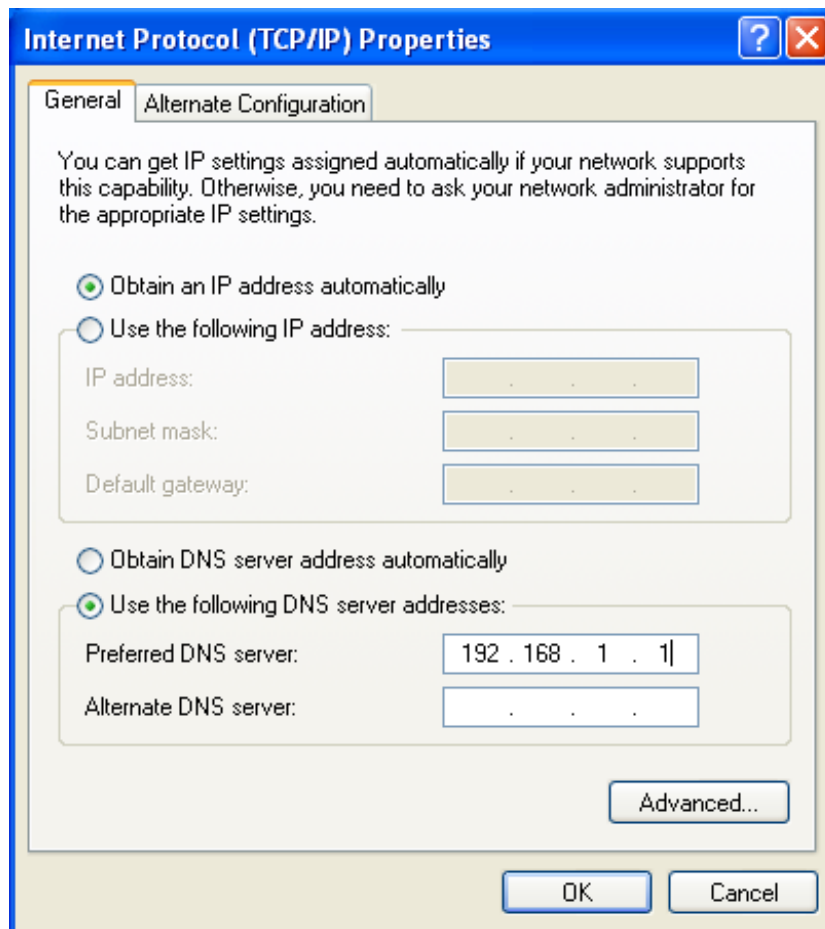 Internet Protocol (TCP/IP) Properties
General
Alternate Configuration
You can get IP settings assigned automatically if your network supports
this capability. Otherwise, you need to ask your network administrator for
the appropriate IP settings.
Obtain an IP address automatically
Use the following IP address:
IP address:
Subnet mask:
Default gateway:
Obtain DNS server address automatically
Use the following DNS server addresses:
Preferred DNS server: 192 . 168 . 1 . 1
Alternate DNS server:
Advanced...
OK
Cancel